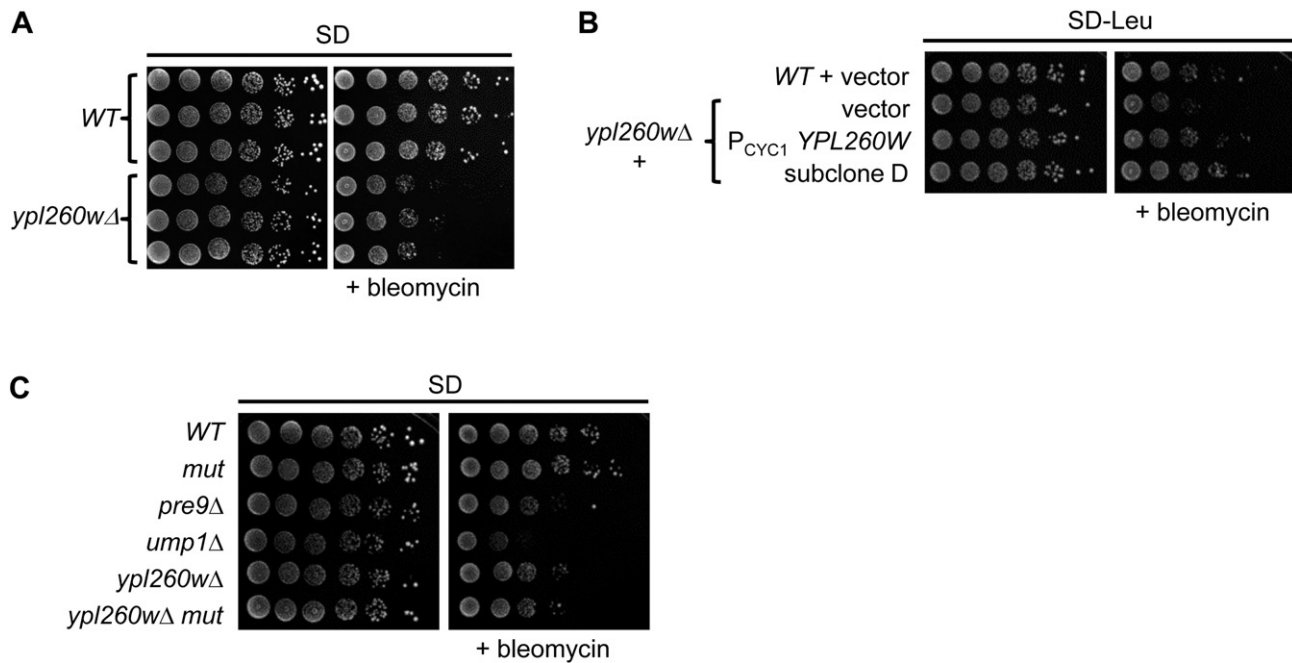 A
SD
WT
ypl260wΔ
+ bleomycin
B
SD-Leu
WT + vector
vector
ypl260wΔ
+
P_CYC1 YPL260W
subclone D
+ bleomycin
C
SD
WT
mut
pre9Δ
ump1Δ
ypl260wΔ
ypl260wΔ mut
+ bleomycin